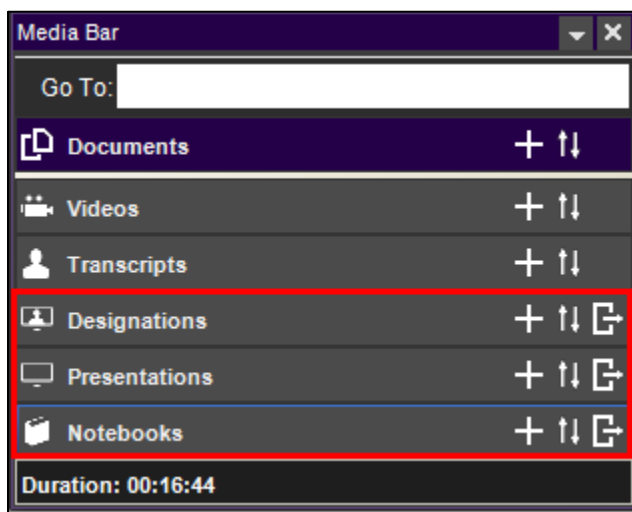 Media Bar
Go To:
Documents
Videos
Transcripts
Designations
Presentations
Notebooks
Duration: 00:16:44